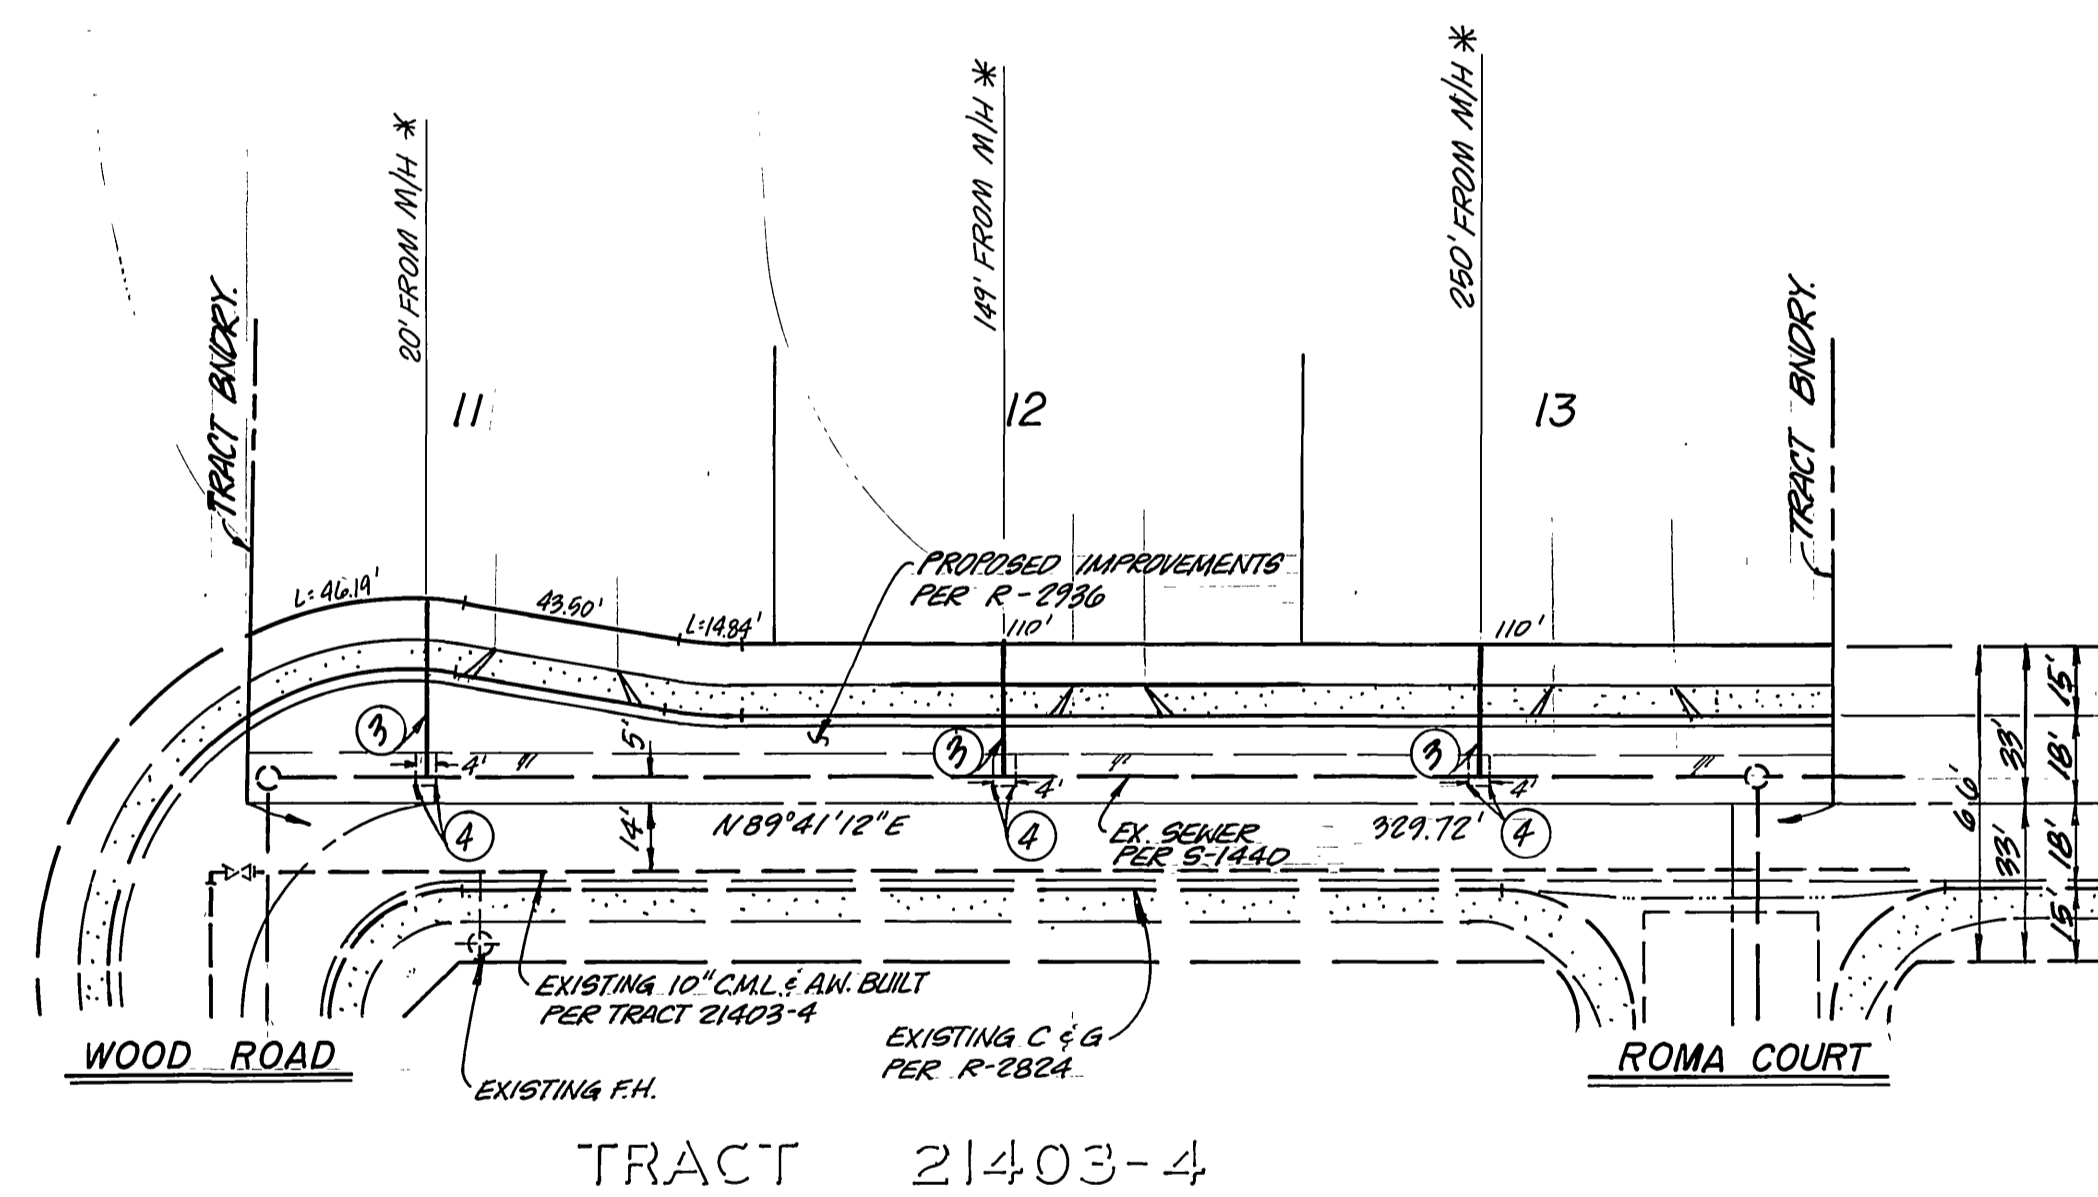 20' FROM M/H *
149' FROM M/H *
250' FROM M/H *
TRACT BNDRY.
TRACT BNDRY.
11
12
13
PROPOSED IMPROVEMENTS
PER R-2936
L=46.19'
43.50'
L=14.84'
110'
110'
3
3
3
5'
4'
4'
4'
4
4
4
14'
N89°41'12"E
EX. SEWER
PER S-1440
329.72'
66'
33'
33'
15'
18'
18'
15'
EXISTING 10" C.M.L. & A.W. BUILT
PER TRACT 21403-4
EXISTING C & G
PER R-2824
EXISTING F.H.
WOOD ROAD
ROMA COURT
TRACT 21403-4